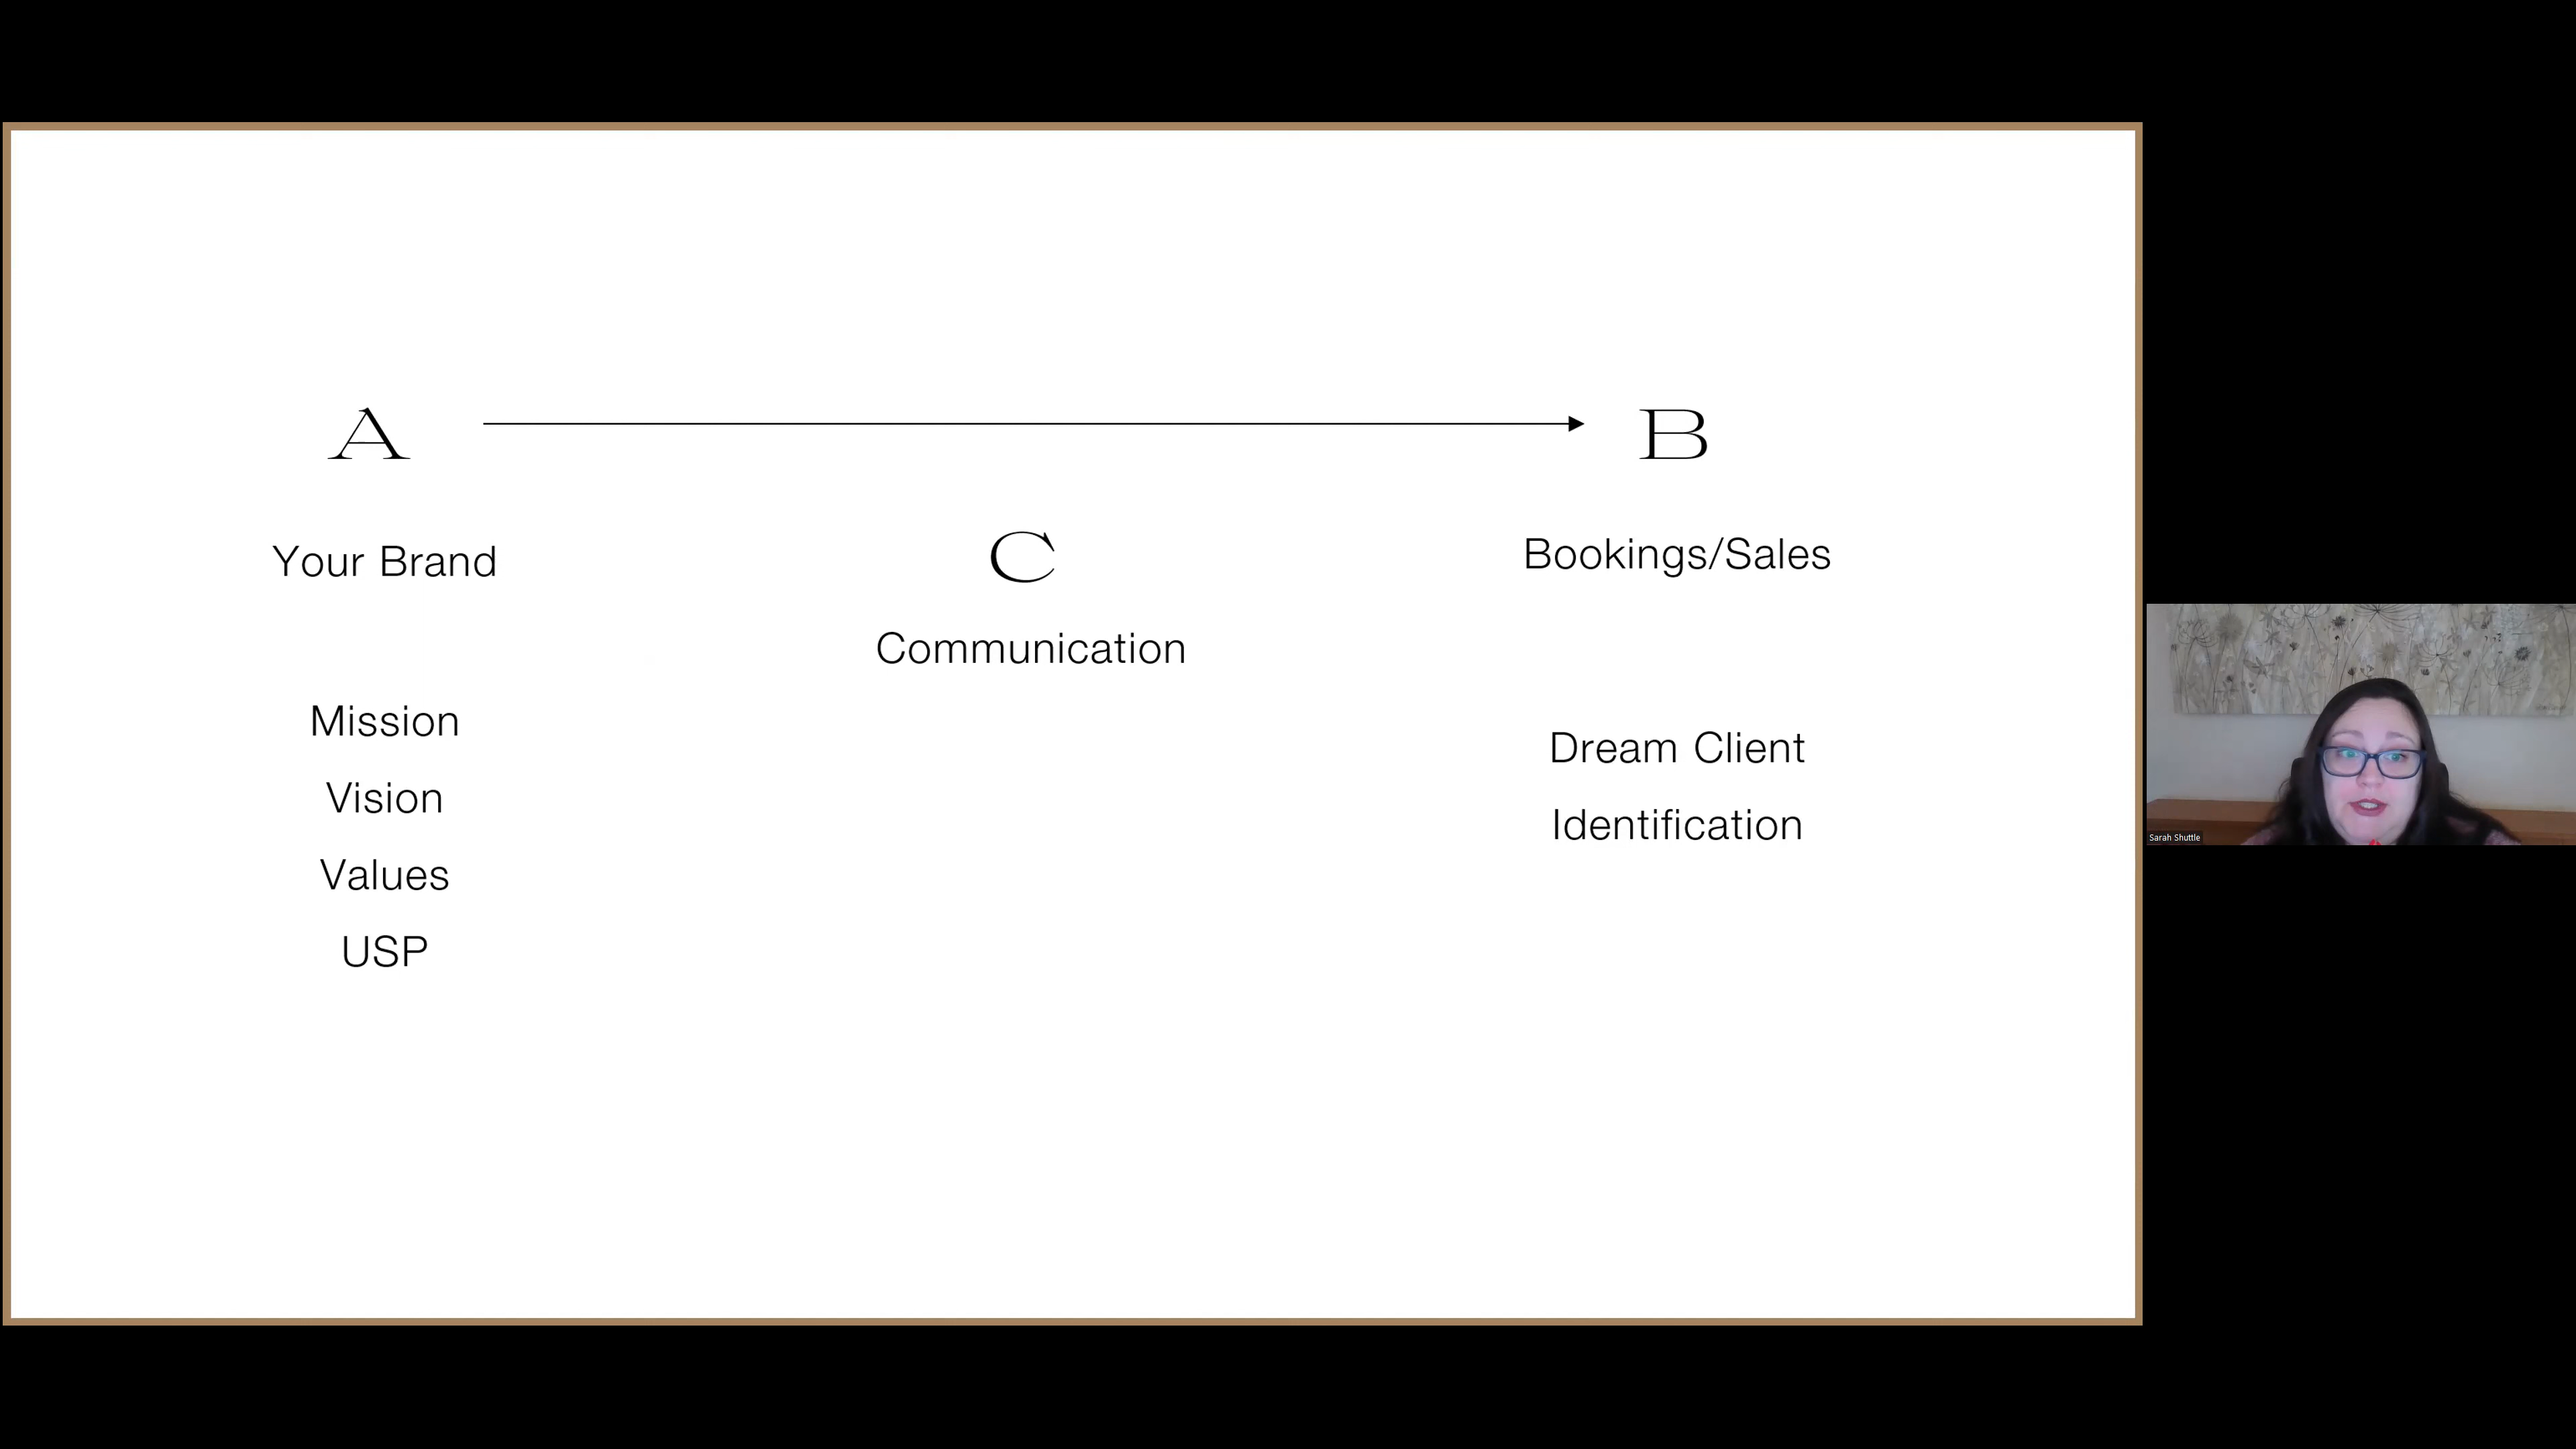 A
B
Your Brand
C
Bookings/Sales
Communication
Mission
Vision
Values
USP
Dream Client
Identification
Sarah Shuttle